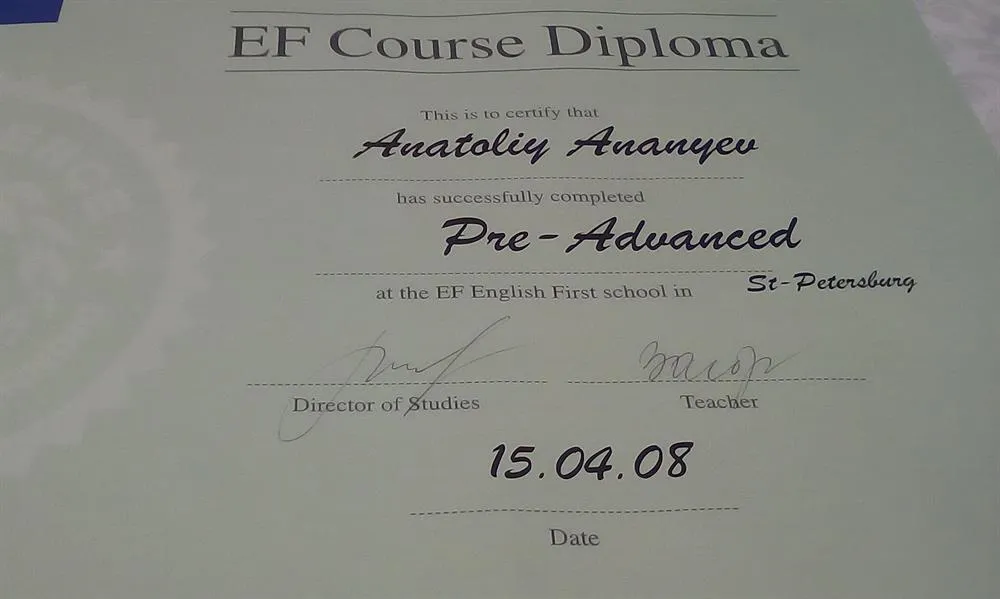 EF Course Diploma
This is to certify that
Anatoliy Ananyev
has successfully completed
Pre-Advanced
at the EF English First school in St-Petersburg
Director of Studies Teacher
15.04.08
Date